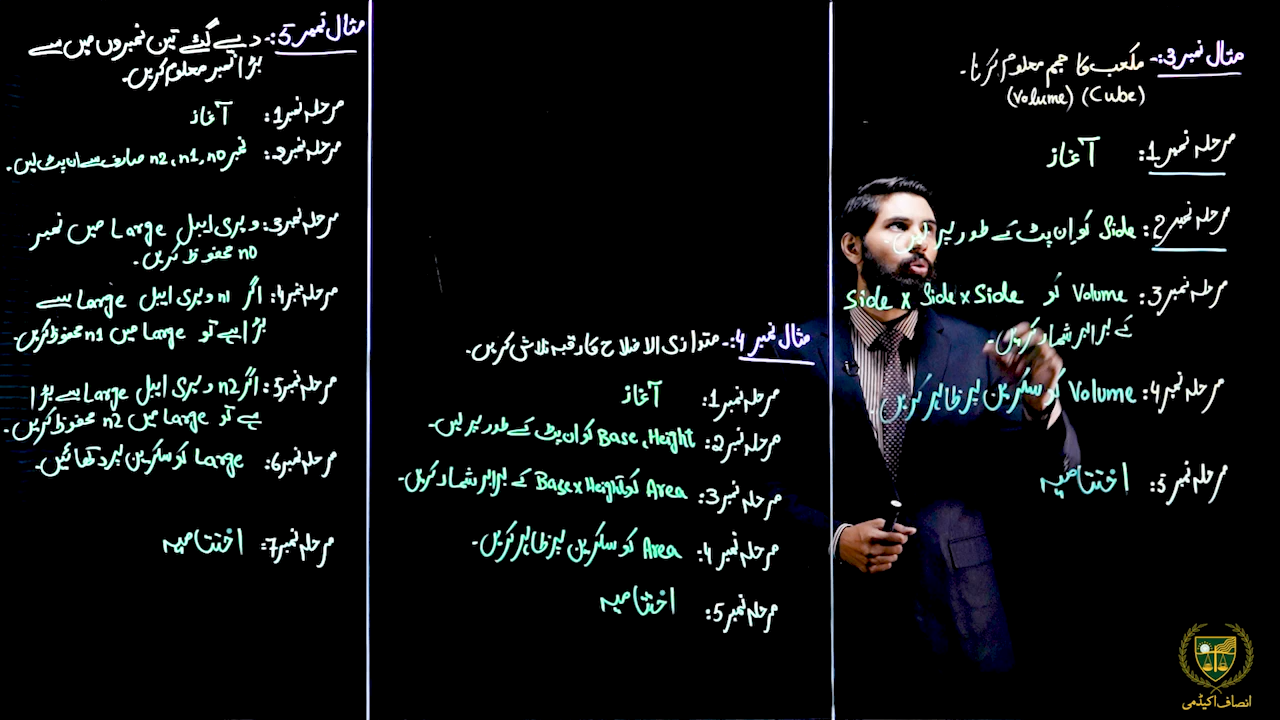 مثال نمبر 3:- مکعب کا حجم معلوم کرنا۔
(Volume) (Cube)
مرحلہ نمبر 1: آغاز
مرحلہ نمبر 2: Side کو اِن پٹ کے طور پر لیں۔
مرحلہ نمبر 3: Volume کو Side x Side x Side
کے برابر شمار کریں۔
مرحلہ نمبر 4: Volume کو سکرین پر ظاہر کریں
مرحلہ نمبر 5: اختتامیہ
مثال نمبر 4:- متوازی الاضلاح کا رقبہ تلاش کریں۔
مرحلہ نمبر 1: آغاز
مرحلہ نمبر 2: Base, Height کو ان پٹ کے طور پر لیں۔
مرحلہ نمبر 3: Area کو Base x Height کے برابر شمار کریں۔
مرحلہ نمبر 4: Area کو سکرین پر ظاہر کریں۔
مرحلہ نمبر 5: اختتامیہ
مثال نمبر 5:- دیے گئے تین نمبروں میں سے
بڑا نمبر معلوم کریں۔
مرحلہ نمبر 1: آغاز
مرحلہ نمبر 2: نمبر n0، n1، n2 صارف سے ان پٹ لیں۔
مرحلہ نمبر 3: ویری ایبل Large میں نمبر
n0 محفوظ کریں۔
مرحلہ نمبر 4: اگر n1 ویری ایبل Large سے
بڑا ہے تو Large میں n1 محفوظ کریں۔
مرحلہ نمبر 5: اگر n2 ویری ایبل Large سے بڑا
ہے تو Large میں n2 محفوظ کریں۔
مرحلہ نمبر 6: Large کو سکرین پر دکھائیں۔
مرحلہ نمبر 7: اختتامیہ
انصاف اکیڈمی